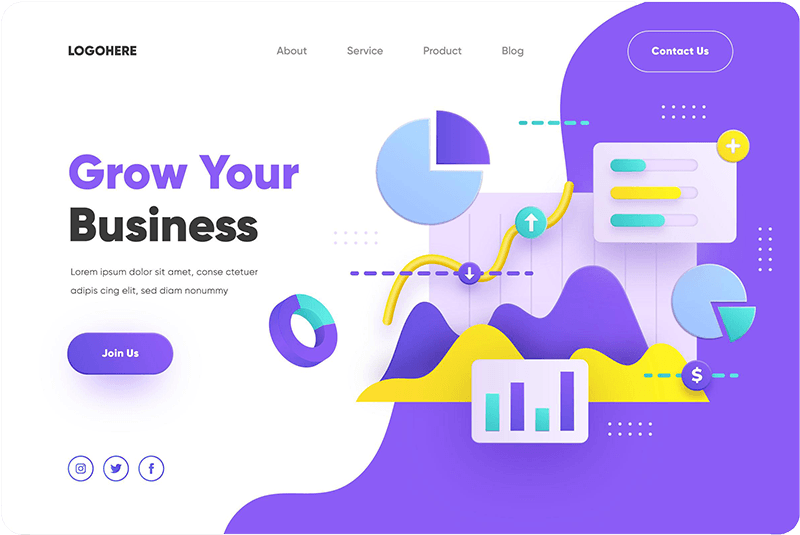 LOGOHERE
About
Service
Product
Blog
Contact Us
Grow Your
Business
Lorem ipsum dolor sit amet, conse ctetuer
adipis cing elit, sed diam nonummy
Join Us
$